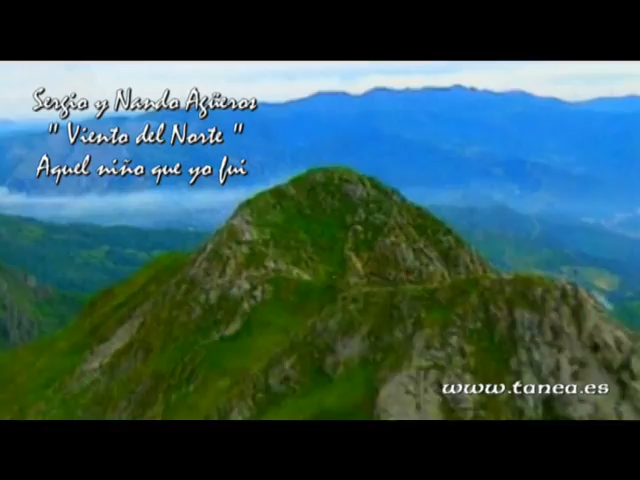 Sergio y Nando Agüeros
" Viento del Norte "
Aquel niño que yo fui
www.tanea.es